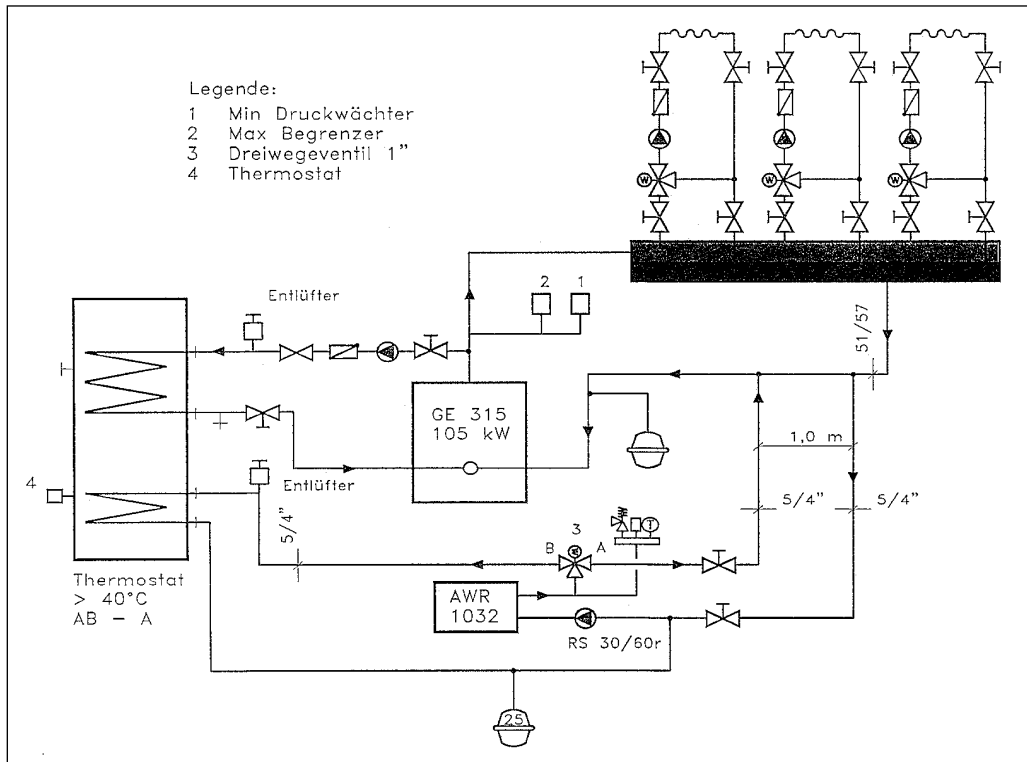 Legende:
1 Min Druckwächter
2 Max Begrenzer
3 Dreiwegeventil 1"
4 Thermostat
W
W
W
Entlüfter
2
1
51/57
GE 315
105 kW
1,0 m
4
Entlüfter
5/4"
5/4"
5/4"
3
T
B
A
Thermostat
> 40°C
AB - A
AWR
1032
RS 30/60r
25